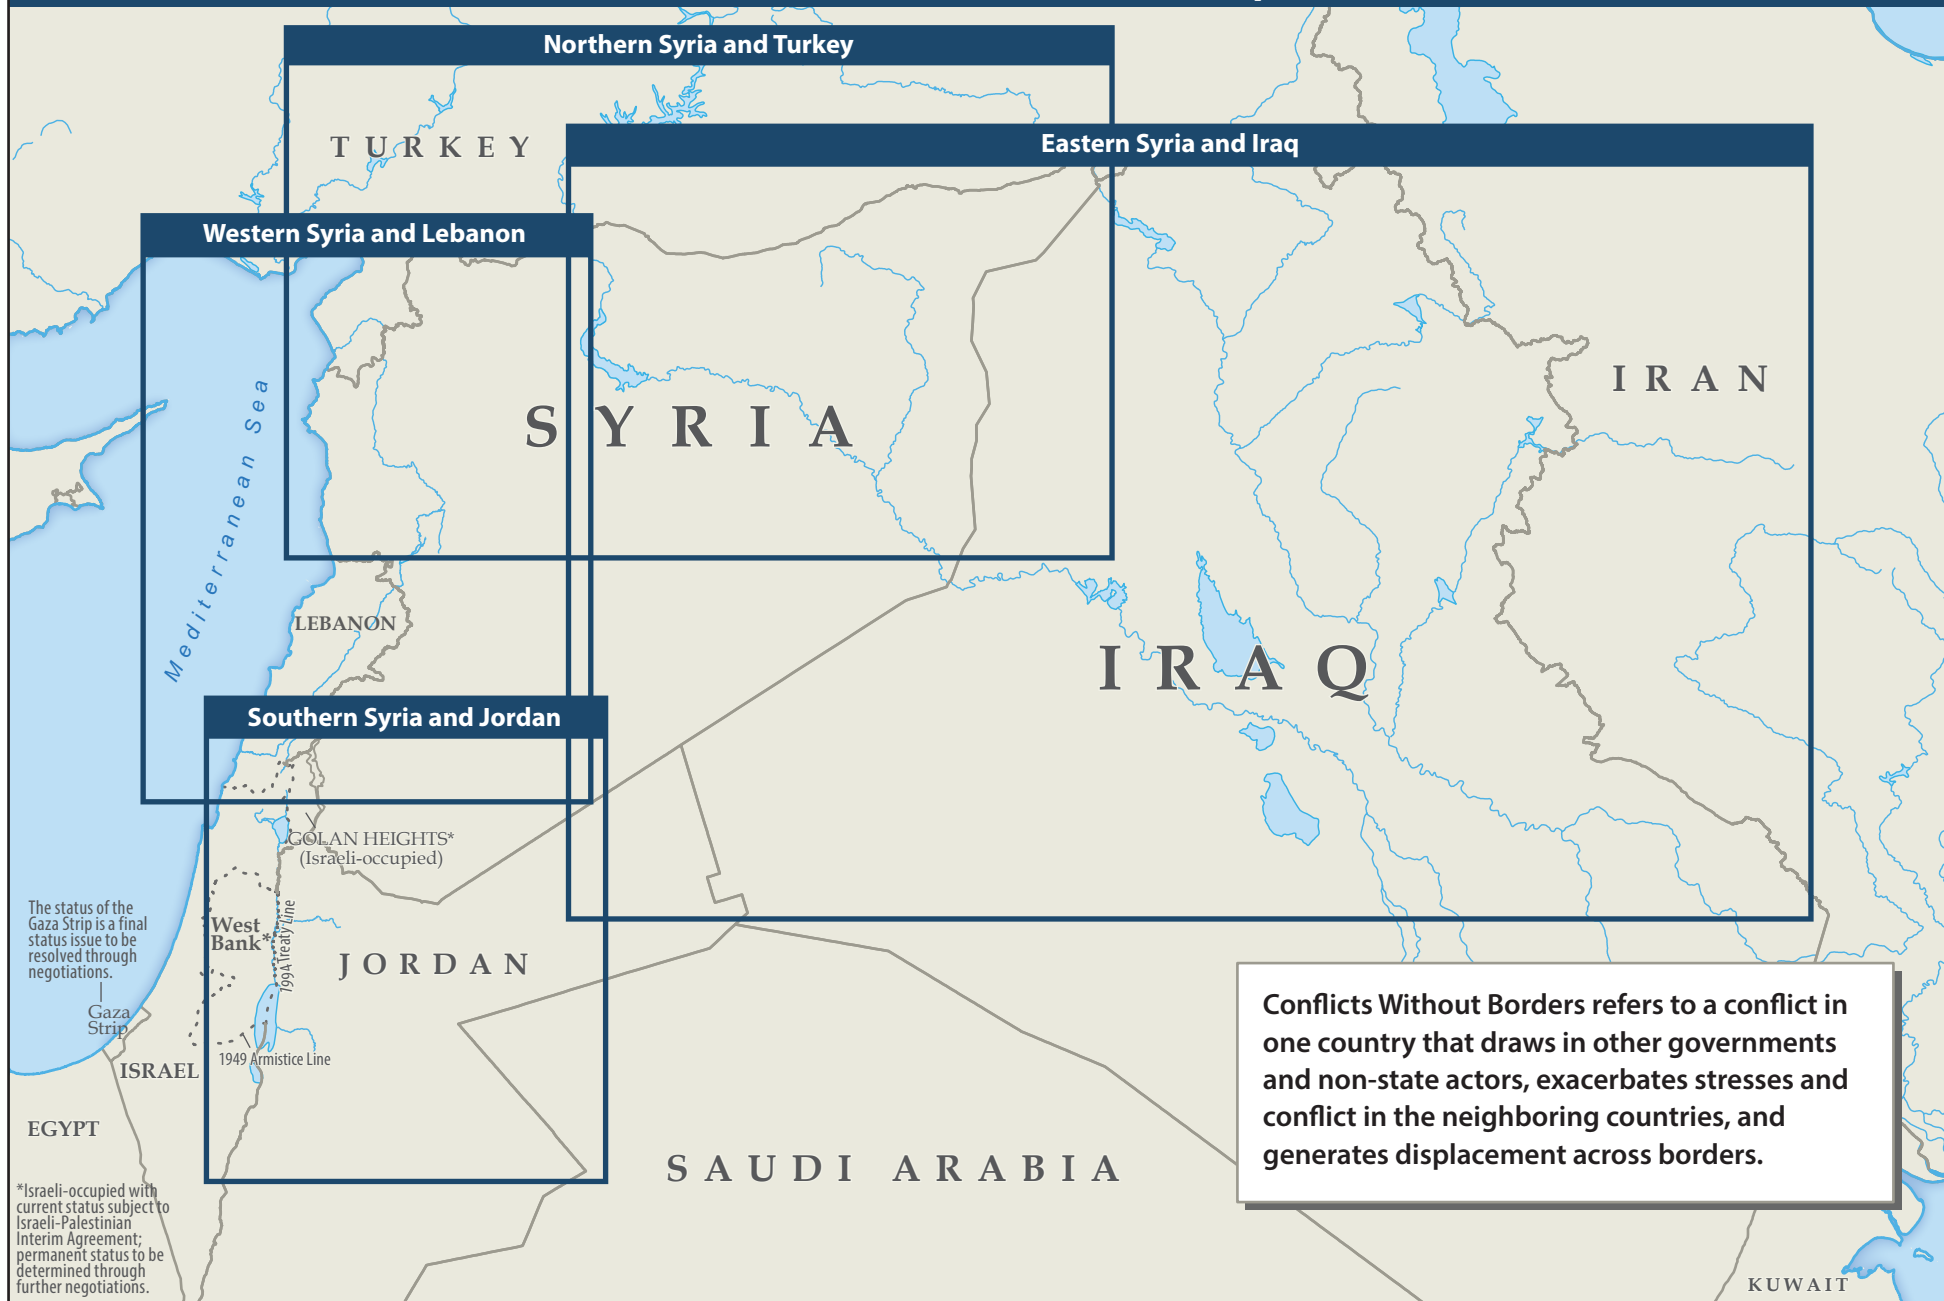 Northern Syria and Turkey
TURKEY
Eastern Syria and Iraq
Western Syria and Lebanon
IRAN
Mediterranean Sea
SYRIA
LEBANON
IRAQ
Southern Syria and Jordan
GOLAN HEIGHTS*
(Israeli-occupied)
The status of the
Gaza Strip is a final
status issue to be
resolved through
negotiations.
West
Bank*
1994 Treaty Line
JORDAN
Gaza
Strip
1949 Armistice Line
ISRAEL
EGYPT
SAUDI ARABIA
Conflicts Without Borders refers to a conflict in
one country that draws in other governments
and non-state actors, exacerbates stresses and
conflict in the neighboring countries, and
generates displacement across borders.
*Israeli-occupied with
current status subject to
Israeli-Palestinian
Interim Agreement;
permanent status to be
determined through
further negotiations.
KUWAIT